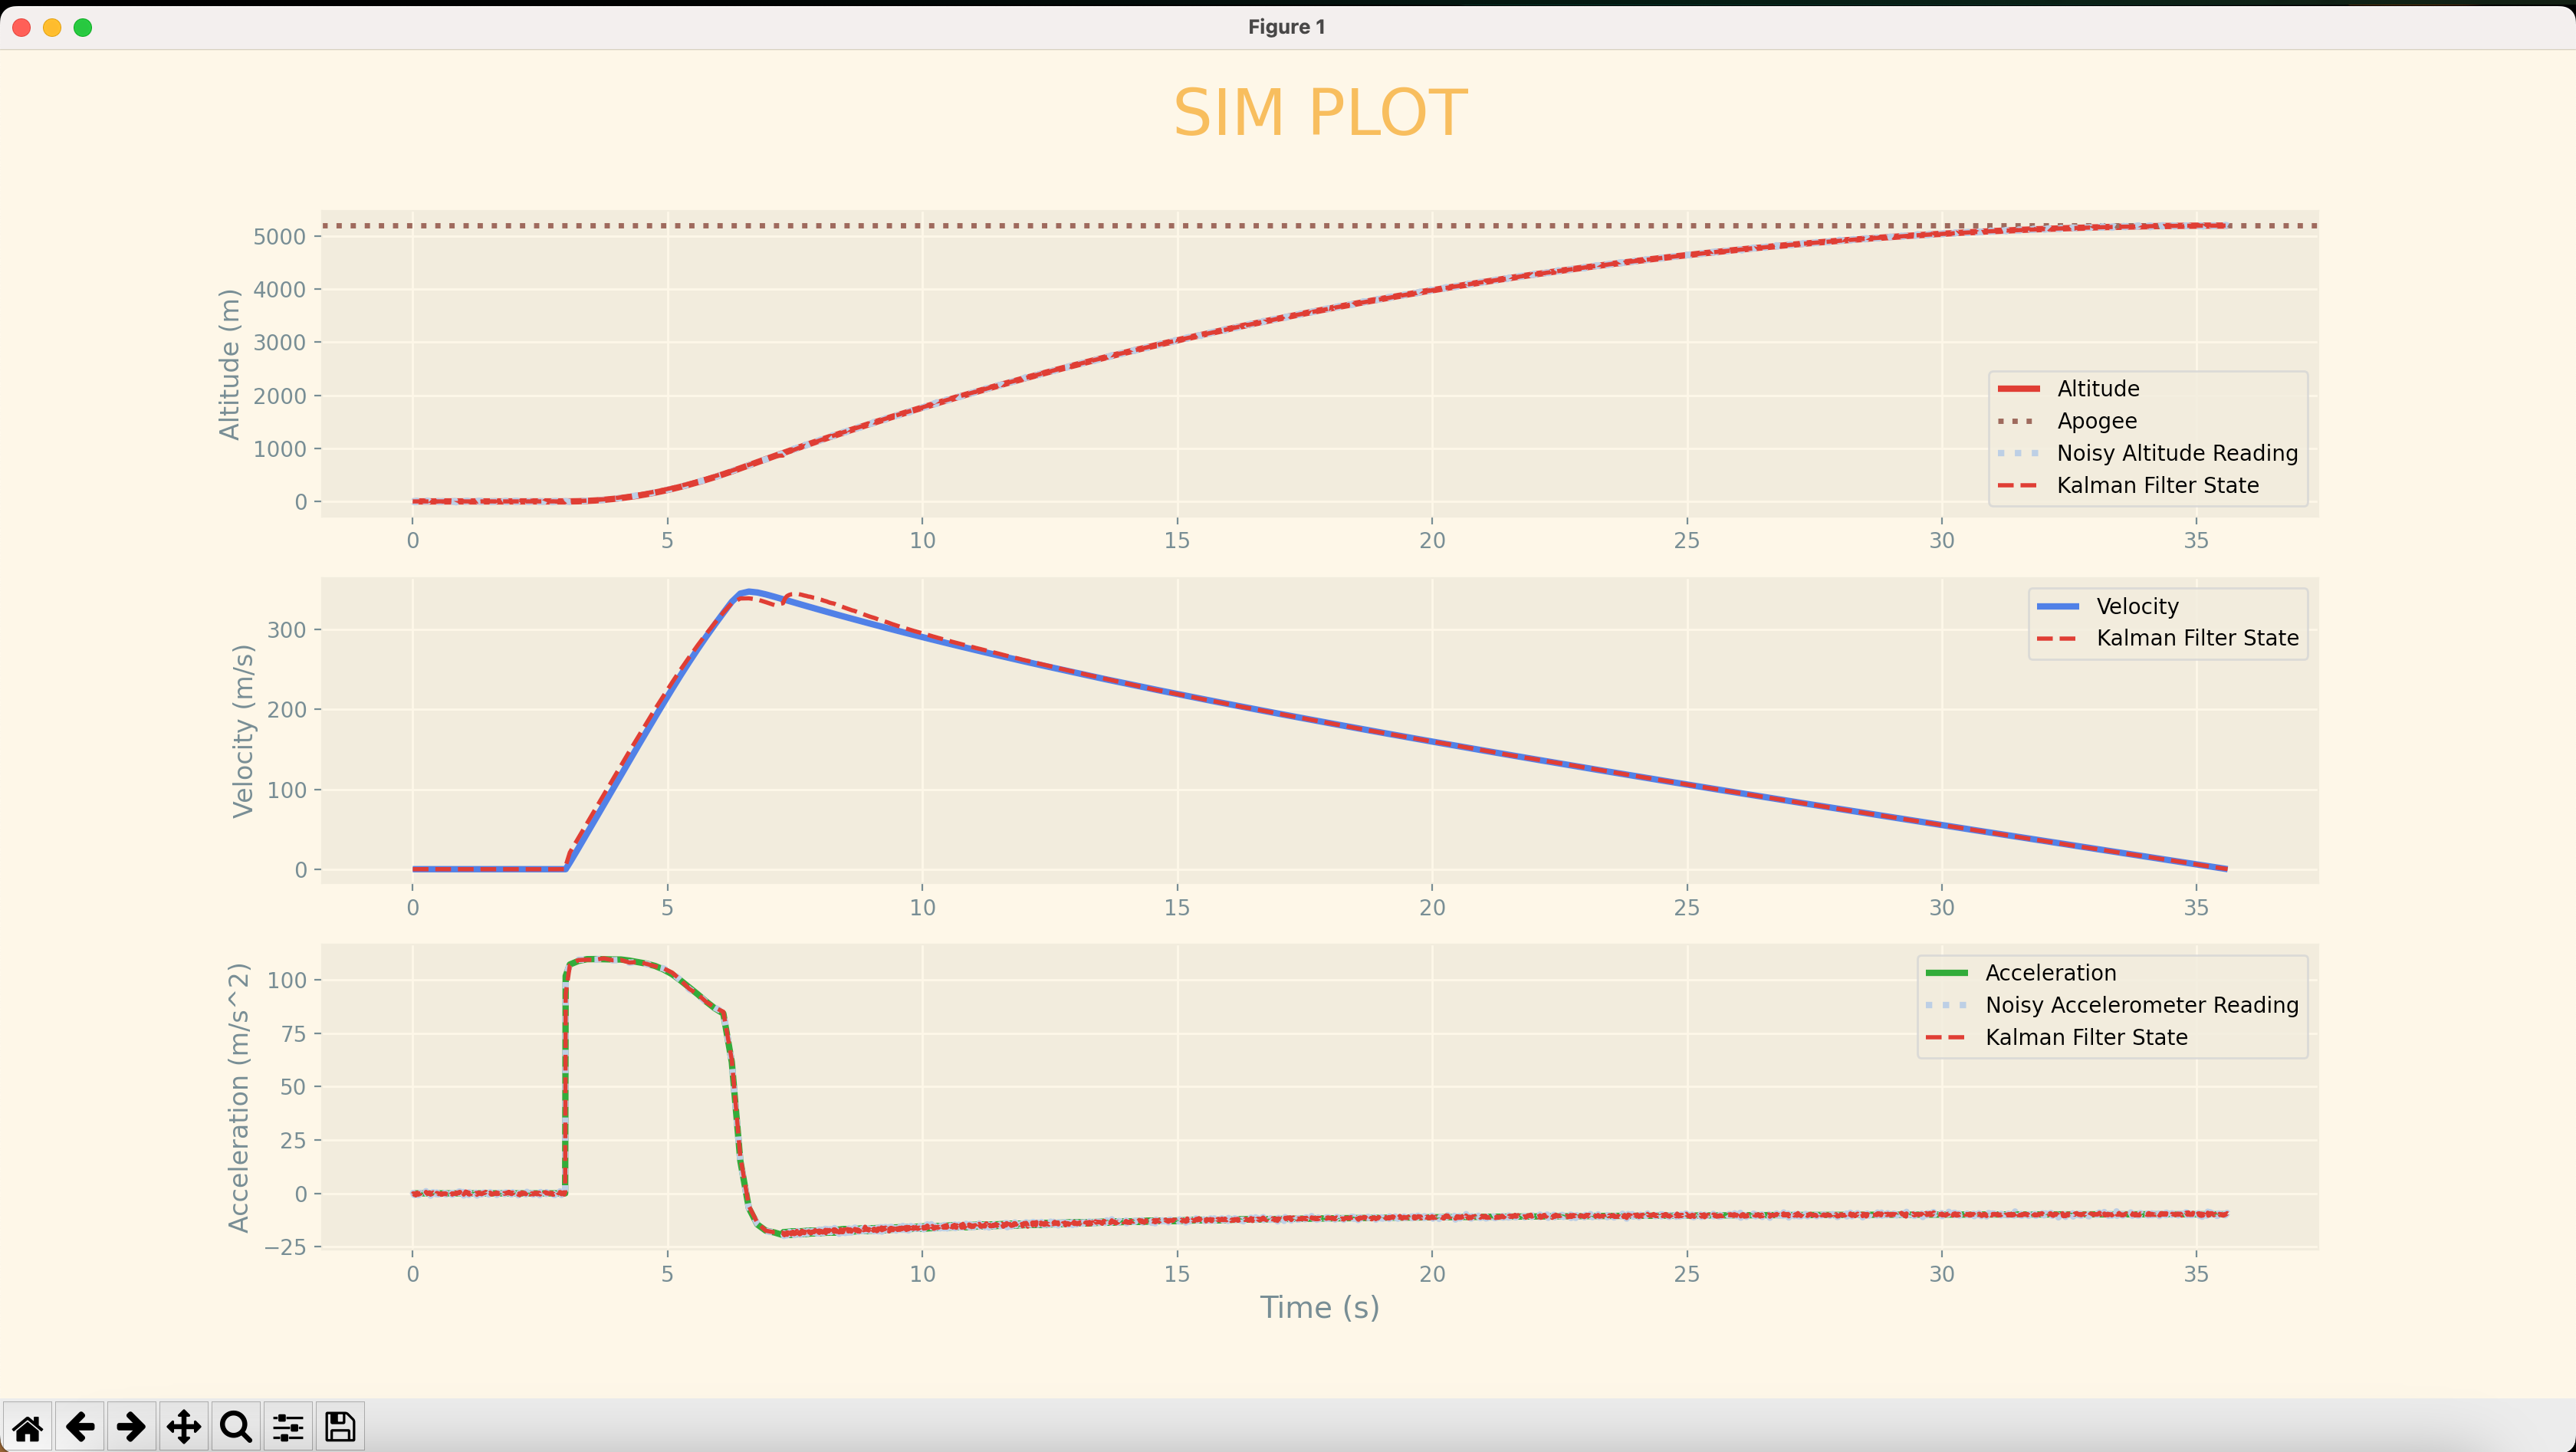 Figure 1
SIM PLOT
Altitude (m)
5000
4000
3000
2000
1000
0
Altitude
Apogee
Noisy Altitude Reading
Kalman Filter State
0 5 10 15 20 25 30 35
Velocity (m/s)
300
200
100
0
Velocity
Kalman Filter State
0 5 10 15 20 25 30 35
Acceleration (m/s^2)
100
75
50
25
0
−25
Acceleration
Noisy Accelerometer Reading
Kalman Filter State
0 5 10 15 20 25 30 35
Time (s)